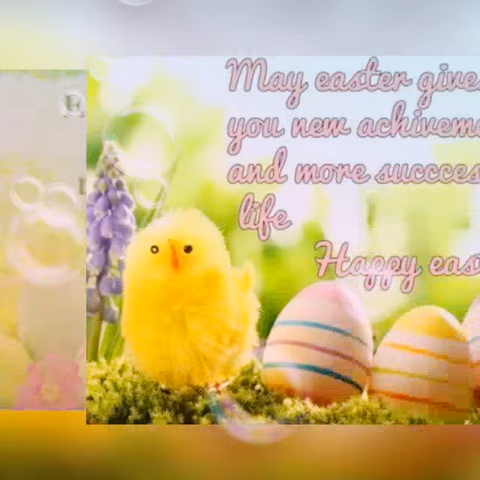 May easter give
you new achiveme
and more succces
life
Happy eas